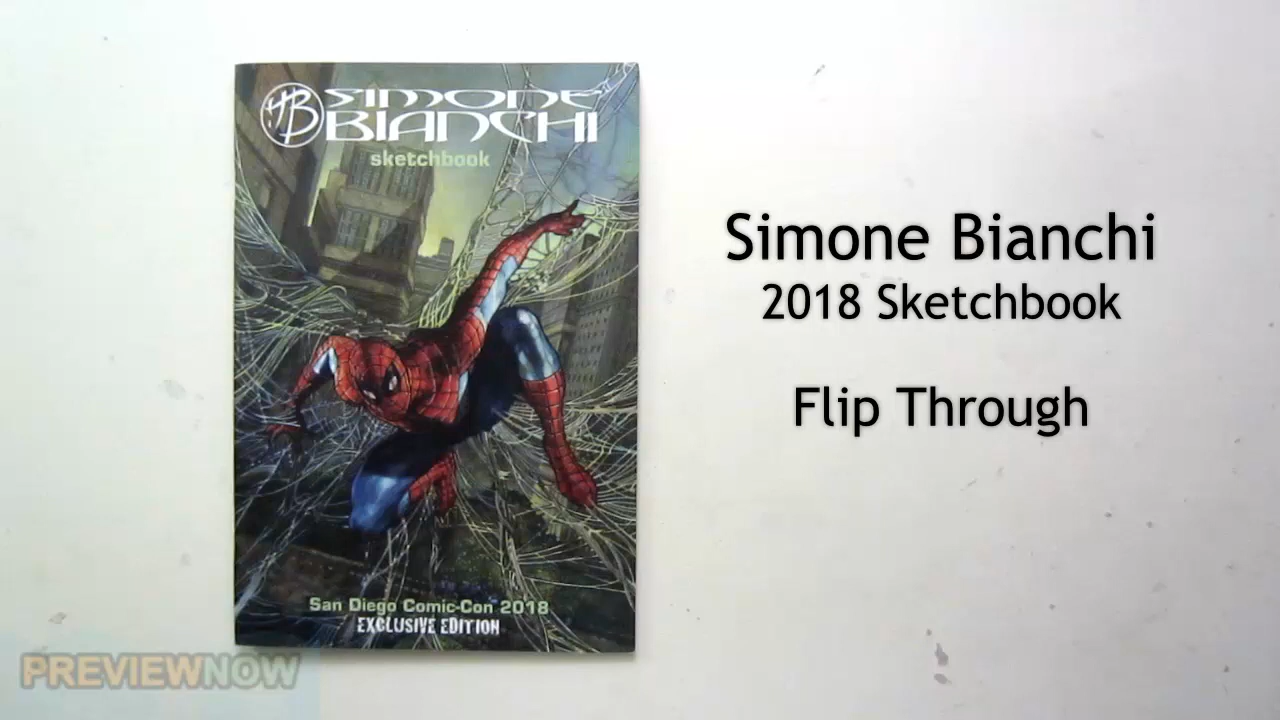 SIMONE
BIANCHI
sketchbook
San Diego Comic-Con 2018
EXCLUSIVE EDITION
Simone Bianchi
2018 Sketchbook
Flip Through
PREVIEWNOW